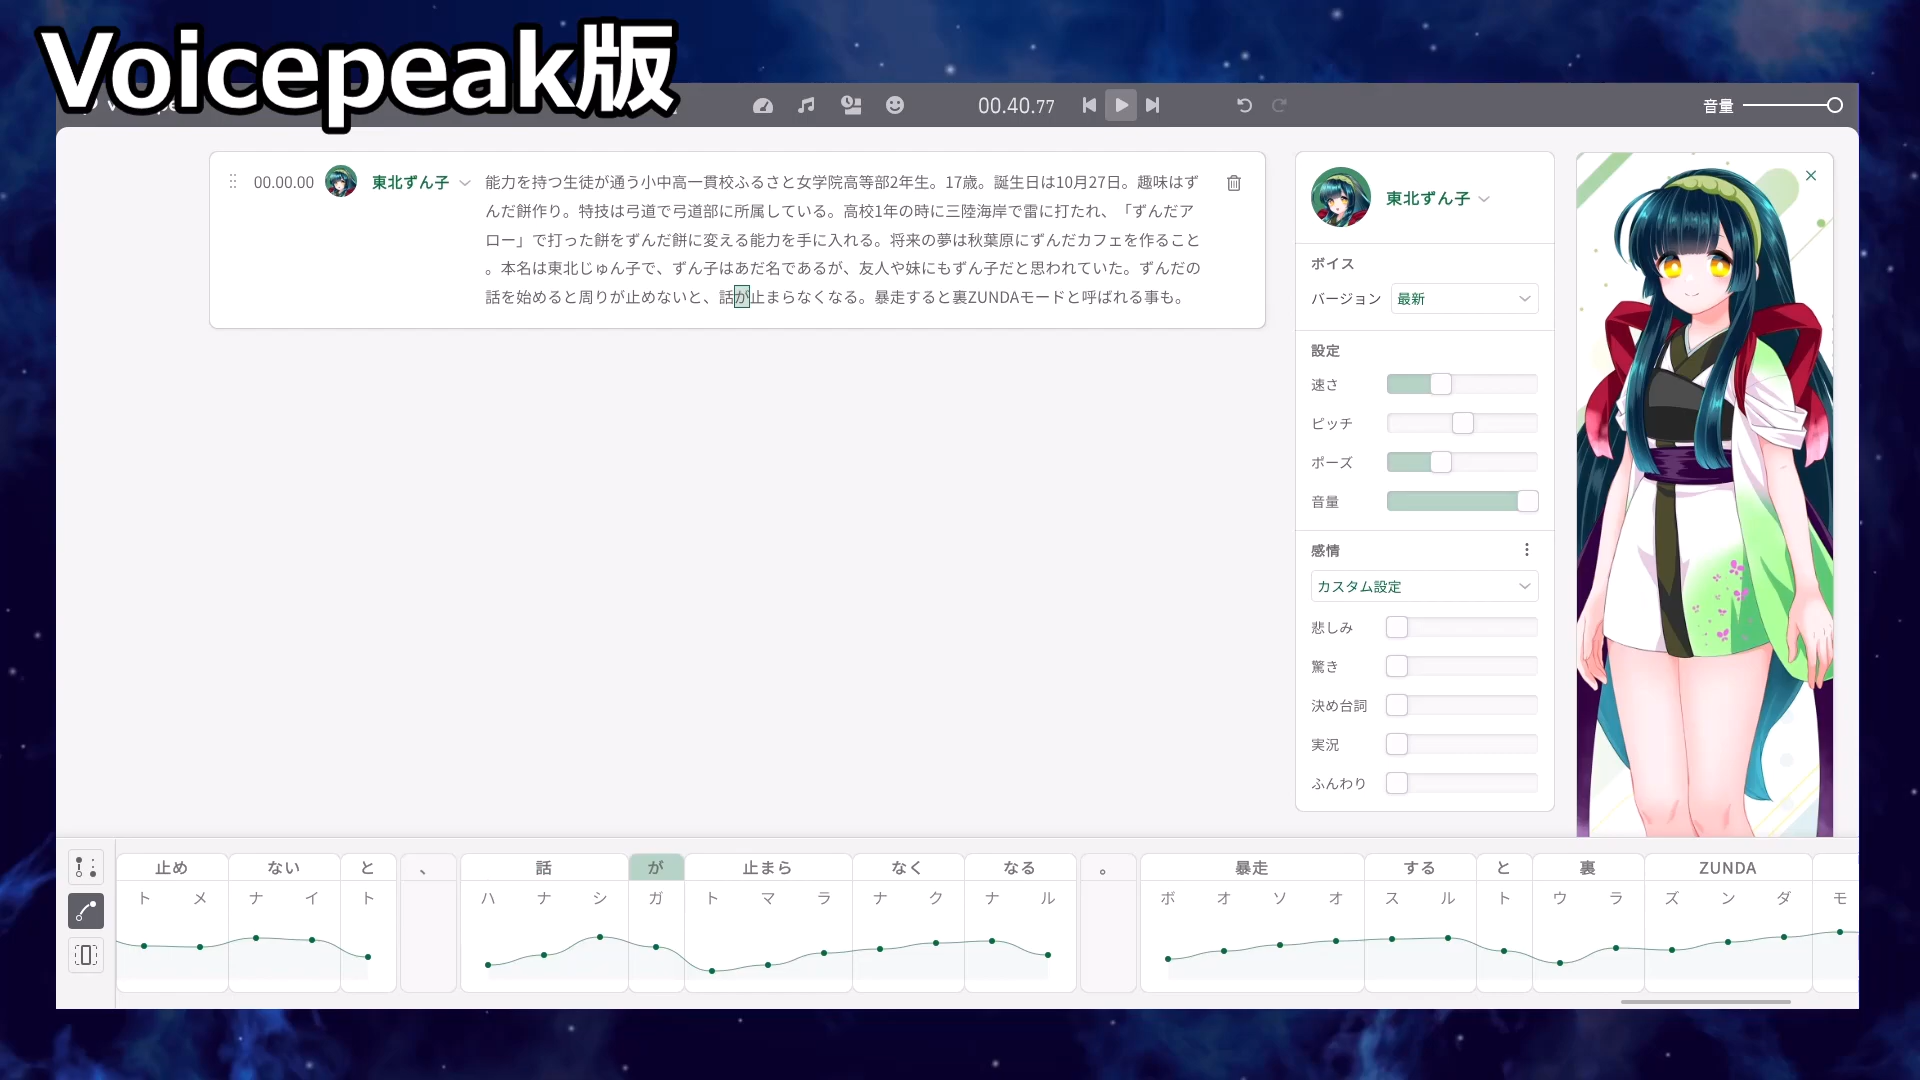 Voicepeak版
00.40.77
音量
00.00.00
東北ずん子
能力を持つ生徒が通う小中高一貫校ふるさと女学院高等部2年生。17歳。誕生日は10月27日。趣味はず
んだ餅作り。特技は弓道で弓道部に所属している。高校1年の時に三陸海岸で雷に打たれ、「ずんだア
ロー」で打った餅をずんだ餅に変える能力を手に入れる。将来の夢は秋葉原にずんだカフェを作ること
。本名は東北じゅん子で、ずん子はあだ名であるが、友人や妹にもずん子だと思われていた。ずんだの
話を始めると周りが止めないと、話が止まらなくなる。暴走すると裏ZUNDAモードと呼ばれる事も。
東北ずん子
ボイス
バージョン 最新
設定
速さ
ピッチ
ポーズ
音量
感情
カスタム設定
悲しみ
驚き
決め台詞
実況
ふんわり
止め ない と 、 話 が 止まら なく なる 。 暴走 する と 裏 ZUNDA
ト メ ナ イ ト ハ ナ シ ガ ト マ ラ ナ ク ナ ル ボ オ ソ オ ス ル ト ウ ラ ズ ン ダ モ